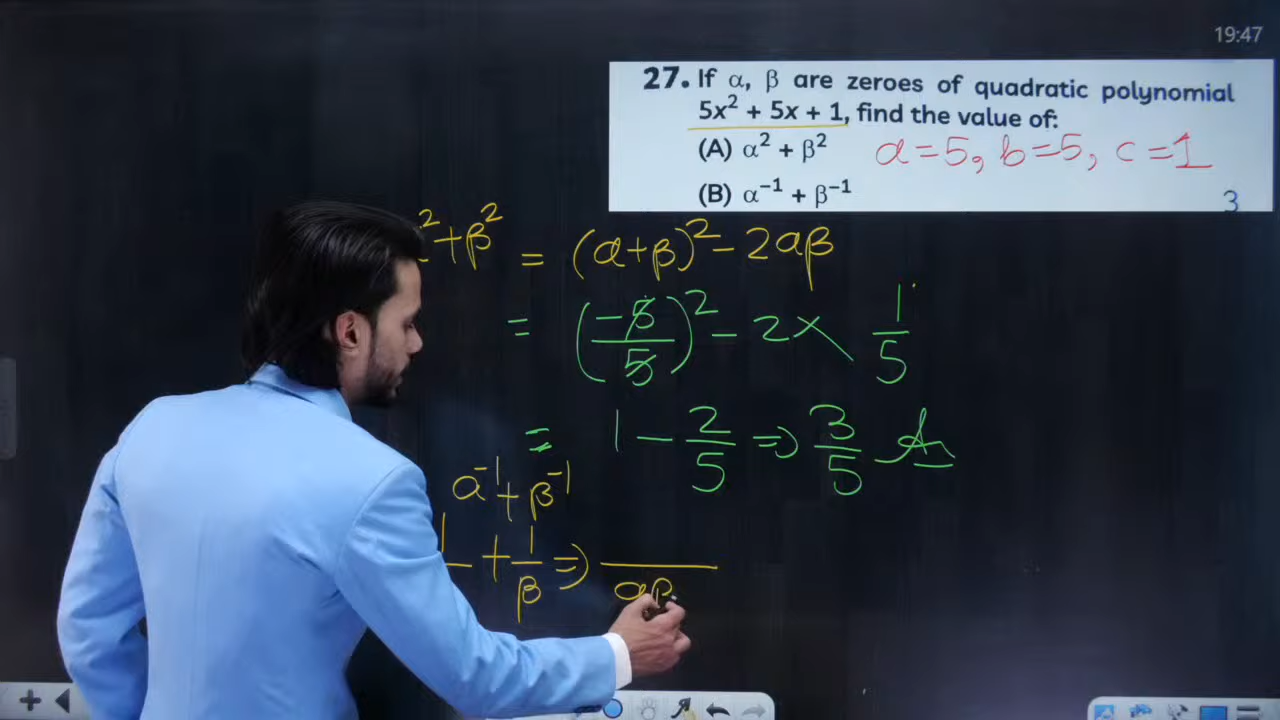 19:47
27. If α, β are zeroes of quadratic polynomial
5x² + 5x + 1, find the value of:
(A) α² + β² a = 5, b = 5, c = 1
(B) α⁻¹ + β⁻¹
3
² + β² = (α+β)² - 2αβ
= (-5/5)² - 2 × 1/5
= 1 - 2/5 ⇒ 3/5 An
α⁻¹ + β⁻¹
1/ + 1/β ⇒ /αβ